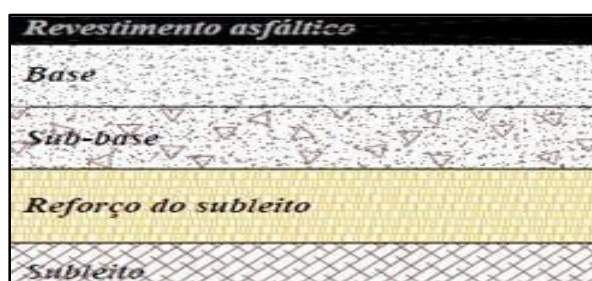 Revestimento asfáltico
Base
Sub-base
Reforço do subleito
Subleito